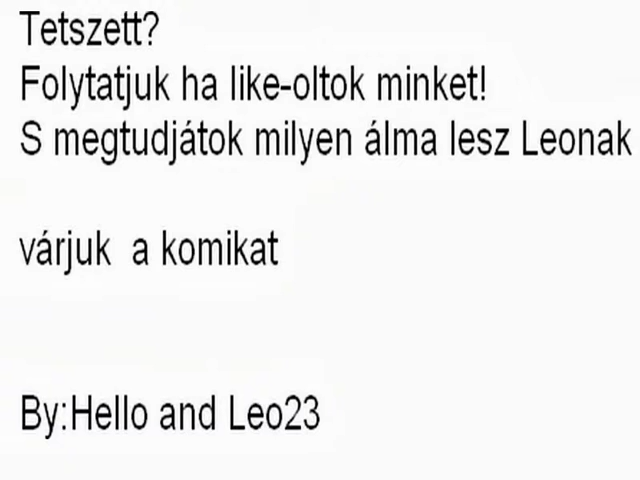 Tetszett?
Folytatjuk ha like-oltok minket!
S megtudjátok milyen álma lesz Leonak
várjuk  a komikat
By:Hello and Leo23